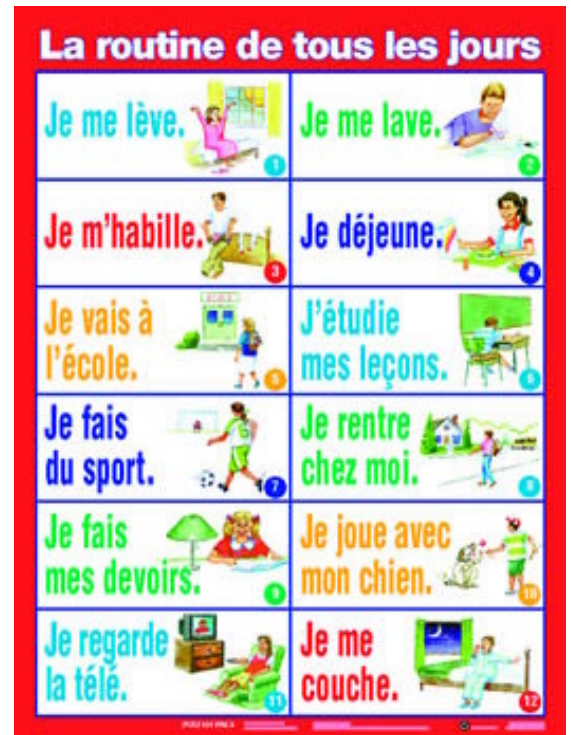 La routine de tous les jours
Je me lève.
1
Je me lave.
2
Je m'habille.
3
Je déjeune.
4
Je vais à
l'école.
5
J'étudie
mes leçons.
6
Je fais
du sport.
7
Je rentre
chez moi.
8
Je fais
mes devoirs.
9
Je joue avec
mon chien.
10
Je regarde
la télé.
11
Je me
couche.
12